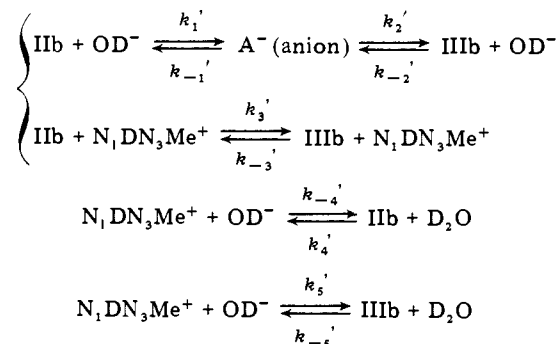 k₁' k₂'
IIb + OD⁻ ⇌ A⁻ (anion) ⇌ IIIb + OD⁻
k₋₁' k₋₂'
k₃'
IIb + N₁DN₃Me⁺ ⇌ IIIb + N₁DN₃Me⁺
k₋₃'
k₋₄'
N₁DN₃Me⁺ + OD⁻ ⇌ IIb + D₂O
k₄'
k₅'
N₁DN₃Me⁺ + OD⁻ ⇌ IIIb + D₂O
k₋₅'